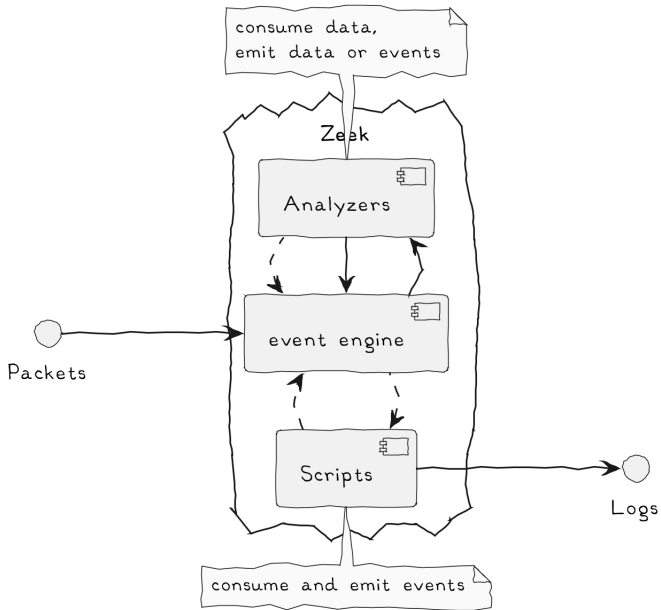 consume data,
emit data or events
Zeek
Analyzers
event engine
Packets
Scripts
Logs
consume and emit events